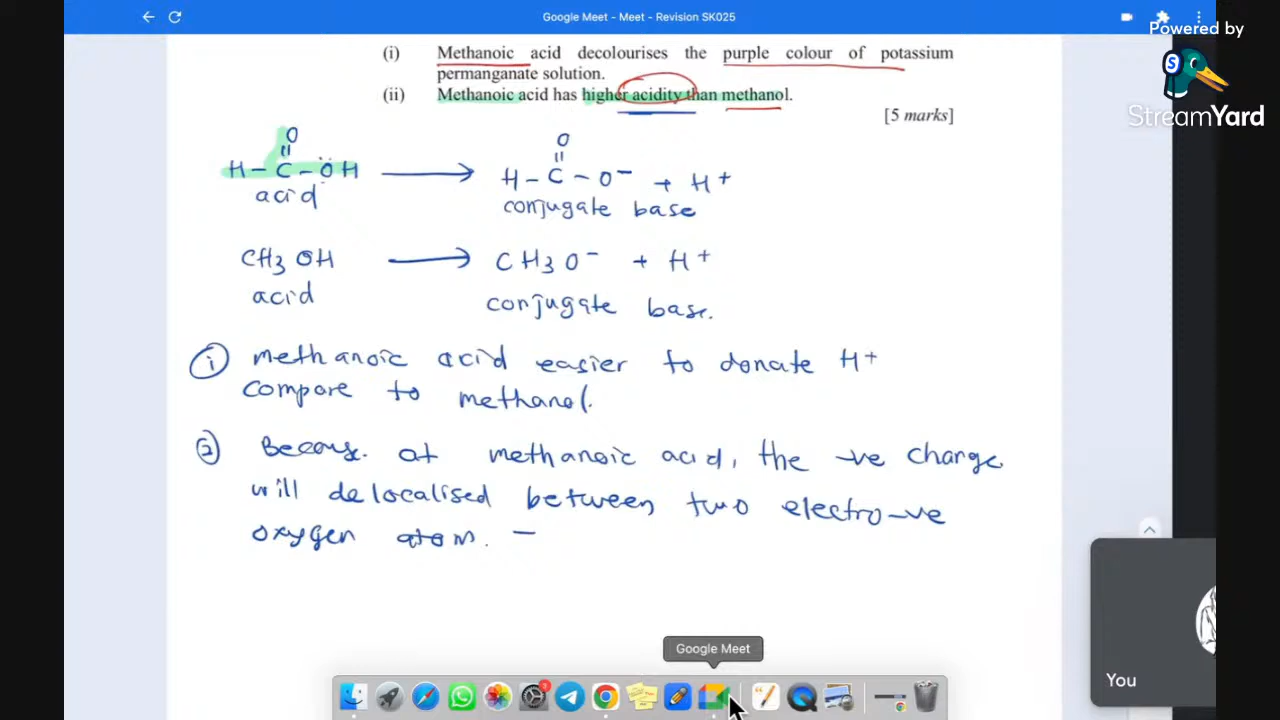 Google Meet - Meet - Revision SK025
Powered by
StreamYard
(i) Methanoic acid decolourises the purple colour of potassium
permanganate solution.
(ii) Methanoic acid has higher acidity than methanol.
[5 marks]
O
O
H - C - OH
H - C - O- + H+
acid
conjugate base
CH3 OH
CH3O- + H+
acid
conjugate base.
① methanoic acid easier to donate H+
compare to methanol.
② Because. at methanoic acid, the -ve charge
will delocalised between two electro-ve
oxygen atom. -
Google Meet
You